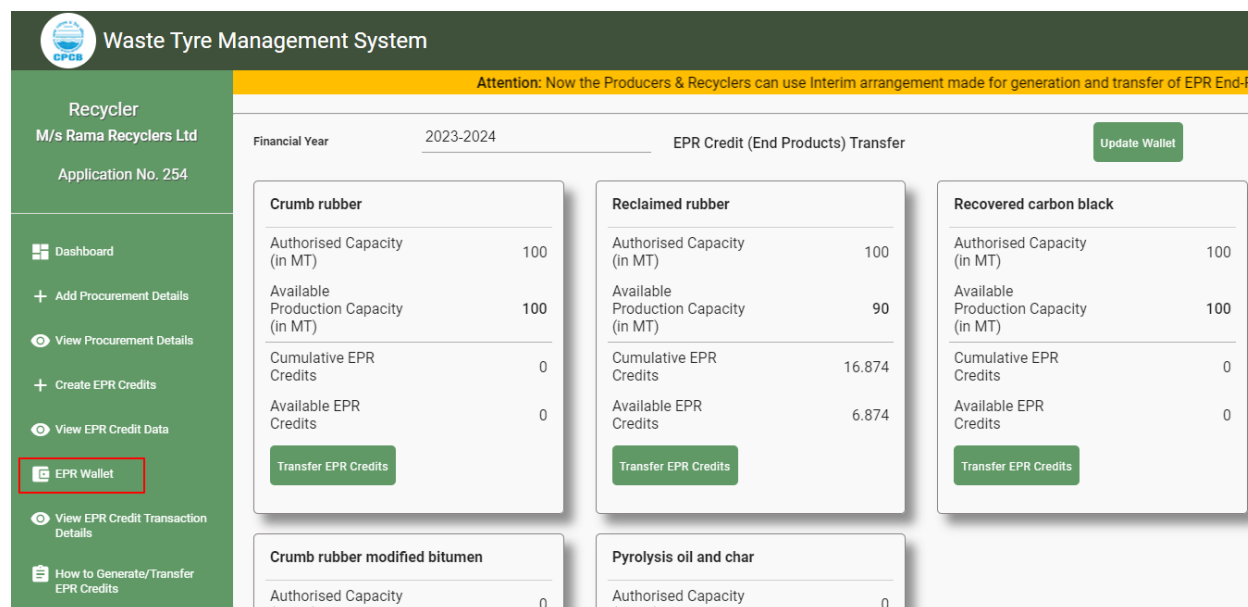 CPCB
Waste Tyre Management System
Attention: Now the Producers & Recyclers can use Interim arrangement made for generation and transfer of EPR End-
Recycler
M/s Rama Recyclers Ltd
Application No. 254
Dashboard
Add Procurement Details
View Procurement Details
Create EPR Credits
View EPR Credit Data
EPR Wallet
View EPR Credit Transaction
Details
How to Generate/Transfer
EPR Credits
Financial Year
2023-2024
EPR Credit (End Products) Transfer
Update Wallet
Crumb rubber
Authorised Capacity
(in MT)
100
Available
Production Capacity
(in MT)
100
Cumulative EPR
Credits
0
Available EPR
Credits
0
Transfer EPR Credits
Reclaimed rubber
Authorised Capacity
(in MT)
100
Available
Production Capacity
(in MT)
90
Cumulative EPR
Credits
16.874
Available EPR
Credits
6.874
Transfer EPR Credits
Recovered carbon black
Authorised Capacity
(in MT)
100
Available
Production Capacity
(in MT)
100
Cumulative EPR
Credits
0
Available EPR
Credits
0
Transfer EPR Credits
Crumb rubber modified bitumen
Authorised Capacity
0
Pyrolysis oil and char
Authorised Capacity
0